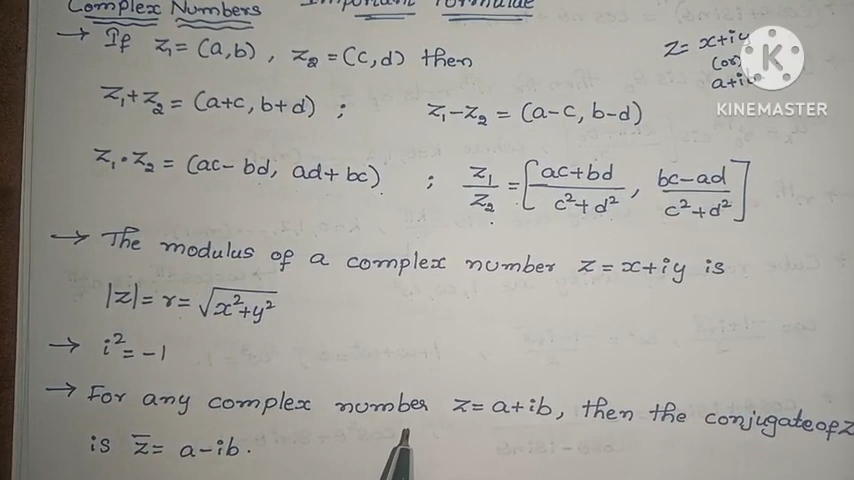 Complex Numbers Important Formulae
→ If z₁ = (a,b), z₂ = (c,d) then
z = x+iy
(or)
a+ib
KINEMASTER
z₁+z₂ = (a+c, b+d) ; z₁-z₂ = (a-c, b-d)
z₁·z₂ = (ac-bd, ad+bc) ; z₁/z₂ = [(ac+bd)/(c²+d²), (bc-ad)/(c²+d²)]
→ The modulus of a complex number z = x+iy is
|z| = r = √(x²+y²)
→ i² = -1
→ For any complex number z = a+ib, then the conjugate of z
is z̅ = a-ib.